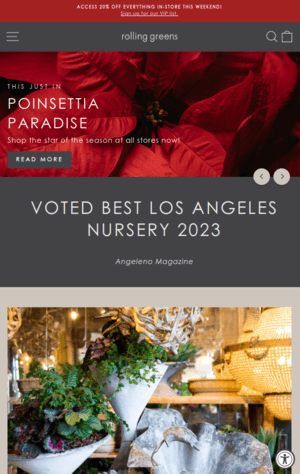 ACCESS 20% OFF EVERYTHING IN-STORE THIS WEEKEND!
Sign up for our VIP list.
rolling greens
THIS JUST IN
POINSETTIA
PARADISE
Shop the star of the season at all stores now!
READ MORE
VOTED BEST LOS ANGELES
NURSERY 2023
Angeleno Magazine